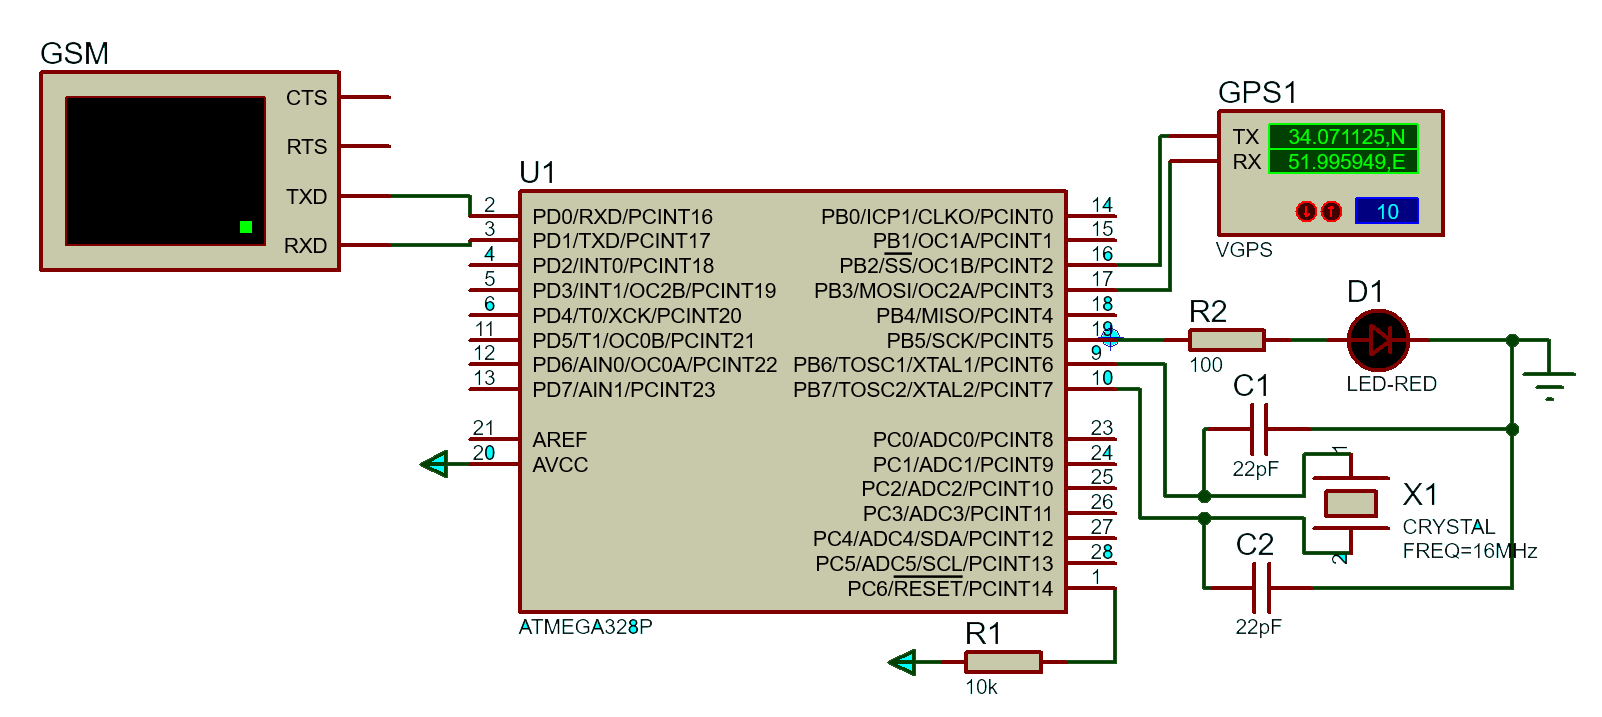 GSM
CTS
RTS
TXD
RXD
U1
2
3
4
5
6
11
12
13
21
20
PD0/RXD/PCINT16
PD1/TXD/PCINT17
PD2/INT0/PCINT18
PD3/INT1/OC2B/PCINT19
PD4/T0/XCK/PCINT20
PD5/T1/OC0B/PCINT21
PD6/AIN0/OC0A/PCINT22
PD7/AIN1/PCINT23
AREF
AVCC
PB0/ICP1/CLKO/PCINT0
PB1/OC1A/PCINT1
PB2/SS/OC1B/PCINT2
PB3/MOSI/OC2A/PCINT3
PB4/MISO/PCINT4
PB5/SCK/PCINT5
PB6/TOSC1/XTAL1/PCINT6
PB7/TOSC2/XTAL2/PCINT7
PC0/ADC0/PCINT8
PC1/ADC1/PCINT9
PC2/ADC2/PCINT10
PC3/ADC3/PCINT11
PC4/ADC4/SDA/PCINT12
PC5/ADC5/SCL/PCINT13
PC6/RESET/PCINT14
14
15
16
17
18
19
9
10
23
24
25
26
27
28
1
ATMEGA328P
GPS1
TX 34.071125,N
RX 51.995949,E
10
VGPS
R2
100
D1
LED-RED
C1
22pF
1
X1
CRYSTAL
FREQ=16MHz
2
C2
22pF
R1
10k